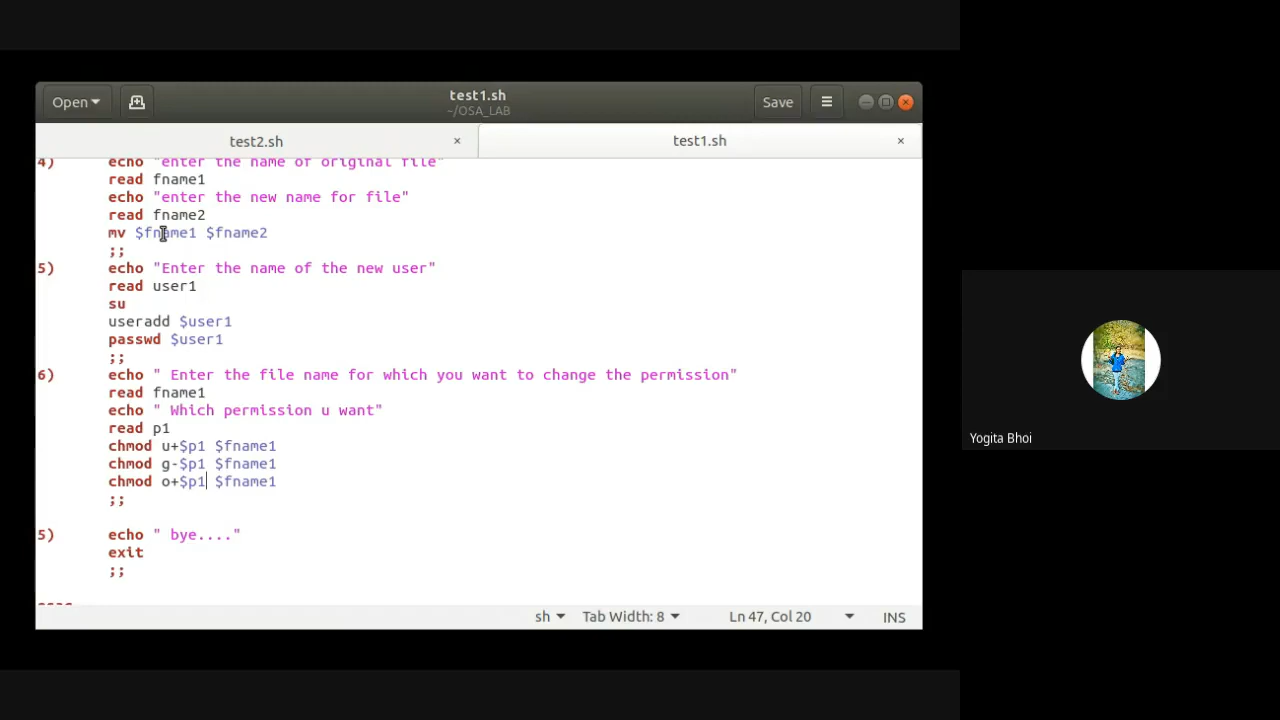 test1.sh
Open
~/OSA_LAB
Save
test2.sh
test1.sh
4) echo "enter the name of original file"
read fname1
echo "enter the new name for file"
read fname2
mv $fname1 $fname2
;;
5) echo "Enter the name of the new user"
read user1
su
useradd $user1
passwd $user1
;;
6) echo " Enter the file name for which you want to change the permission"
read fname1
echo " Which permission u want"
read p1
chmod u+$p1 $fname1
chmod g-$p1 $fname1
chmod o+$p1 $fname1
;;
5) echo " bye...."
exit
;;
esac
sh Tab Width: 8 Ln 47, Col 20 INS
Yogita Bhoi